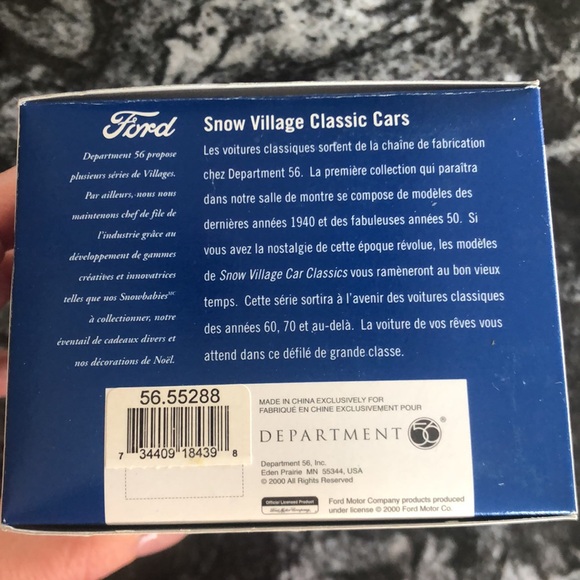 Ford
Department 56 propose
plusieurs séries de Villages.
Par ailleurs, nous nous
maintenons chef de file de
l'industrie grâce au
développement de gammes
créatives et innovatrices
telles que nos Snowbabies
à collectionner, notre
éventail de cadeaux divers et
nos décorations de Noël.
Snow Village Classic Cars
Les voitures classiques sortent de la chaîne de fabrication
chez Department 56. La première collection qui paraîtra
dans notre salle de montre se compose de modèles des
dernières années 1940 et des fabuleuses années 50. Si
vous avez la nostalgie de cette époque révolue, les modèles
de Snow Village Car Classics vous ramèneront au bon vieux
temps. Cette série sortira à l'avenir des voitures classiques
des années 60, 70 et au-delà. La voiture de vos rêves vous
attend dans ce défilé de grande classe.
56.55288
7 34409 18439 8
MADE IN CHINA EXCLUSIVELY FOR
FABRIQUÉ EN CHINE EXCLUSIVEMENT POUR
DEPARTMENT 56®
Department 56, Inc.
Eden Prairie MN 55344, USA
© 2000 All Rights Reserved
Official Licensed Product
Ford Motor Company
Ford Motor Company products produced
under license © 2000 Ford Motor Co.